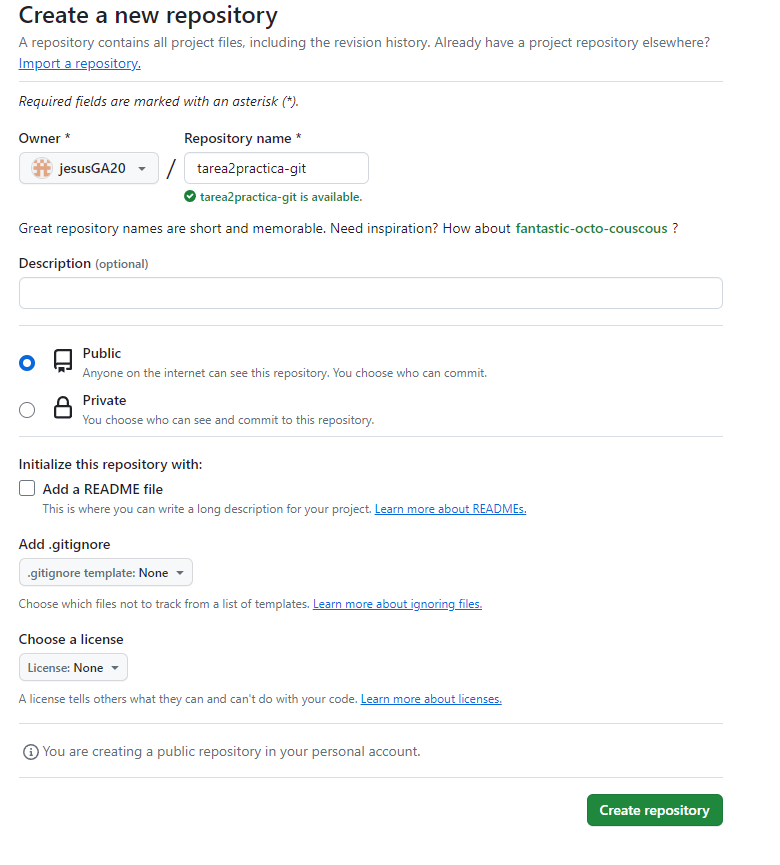 Create a new repository
A repository contains all project files, including the revision history. Already have a project repository elsewhere?
Import a repository.
Required fields are marked with an asterisk (*).
Owner * Repository name *
jesusGA20 / tarea2practica-git
tarea2practica-git is available.
Great repository names are short and memorable. Need inspiration? How about fantastic-octo-couscous ?
Description (optional)
Public
Anyone on the internet can see this repository. You choose who can commit.
Private
You choose who can see and commit to this repository.
Initialize this repository with:
Add a README file
This is where you can write a long description for your project. Learn more about READMEs.
Add .gitignore
.gitignore template: None
Choose which files not to track from a list of templates. Learn more about ignoring files.
Choose a license
License: None
A license tells others what they can and can't do with your code. Learn more about licenses.
You are creating a public repository in your personal account.
Create repository